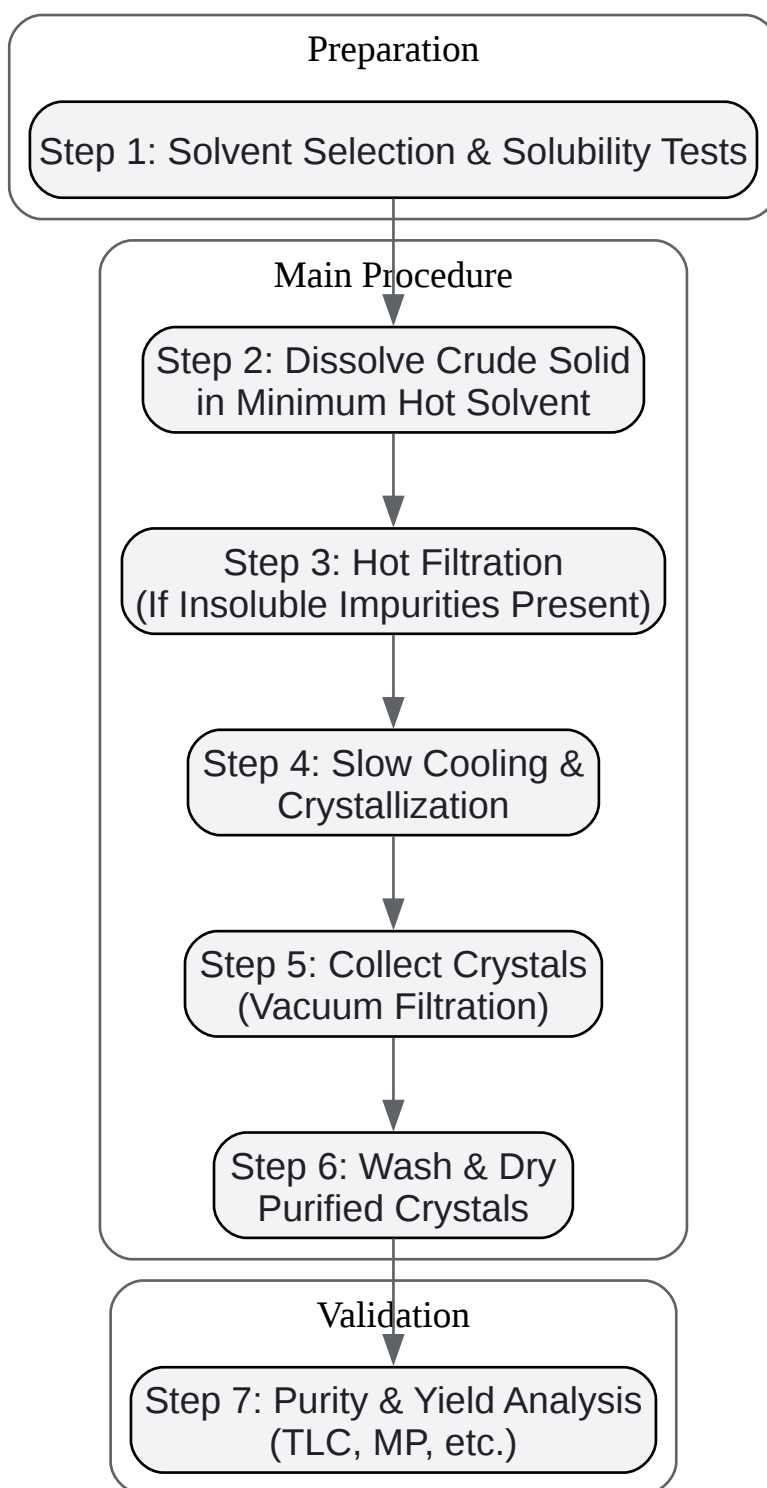 Preparation
Step 1: Solvent Selection & Solubility Tests
Main Procedure
Step 2: Dissolve Crude Solid
in Minimum Hot Solvent
Step 3: Hot Filtration
(If Insoluble Impurities Present)
Step 4: Slow Cooling &
Crystallization
Step 5: Collect Crystals
(Vacuum Filtration)
Step 6: Wash & Dry
Purified Crystals
Validation
Step 7: Purity & Yield Analysis
(TLC, MP, etc.)